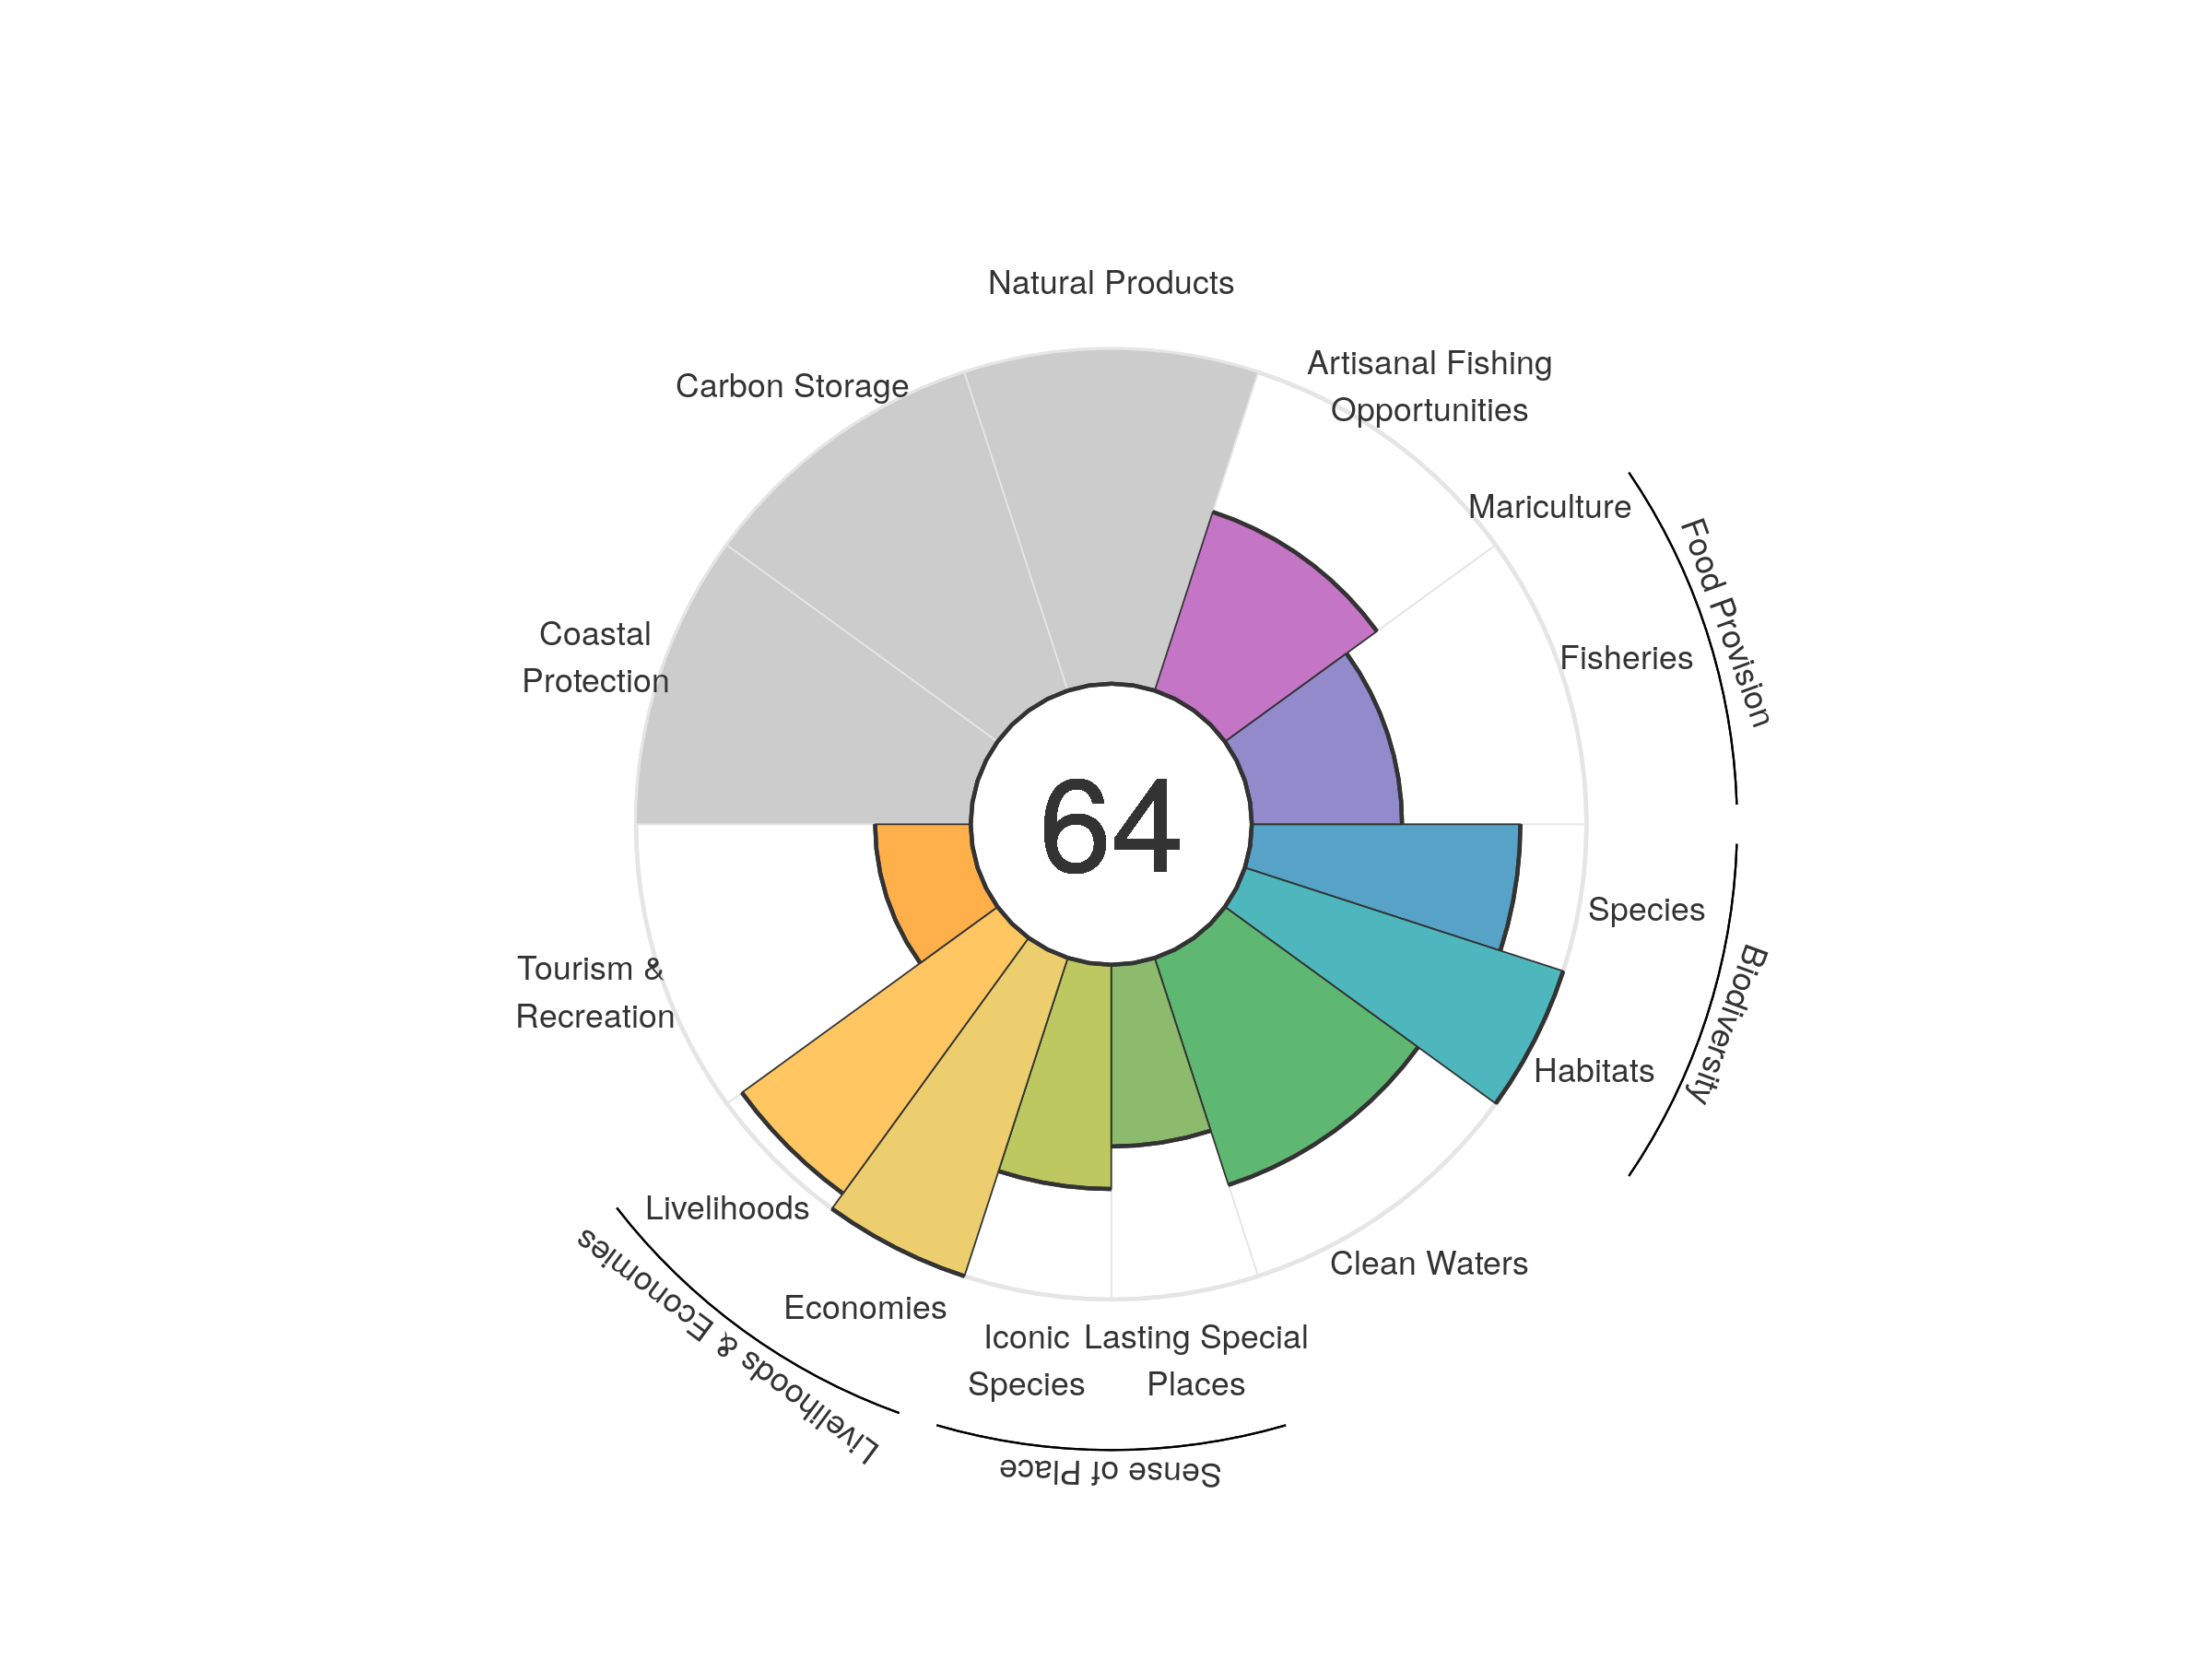 Natural Products
Artisanal Fishing
Opportunities
Carbon Storage
Mariculture
Food Provision
Fisheries
Coastal
Protection
64
Species
Biodiversity
Habitats
Tourism &
Recreation
Livelihoods
Livelihoods & Economies
Economies
Clean Waters
Iconic
Species
Lasting Special
Places
Sense of Place